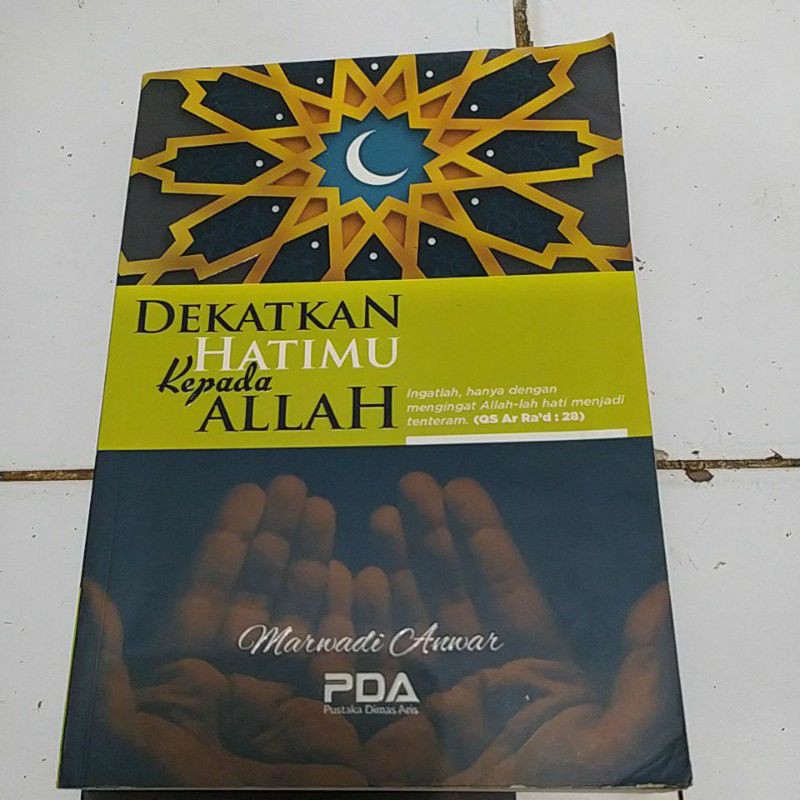 DEKATKAN
HATIMU
Kepada
ALLAH
Ingatlah, hanya dengan
mengingat Allah-lah hati menjadi
tenteram. (QS Ar Ra'd : 28)
Marwadi Anwar
PDA
Pustaka Dimas Aris